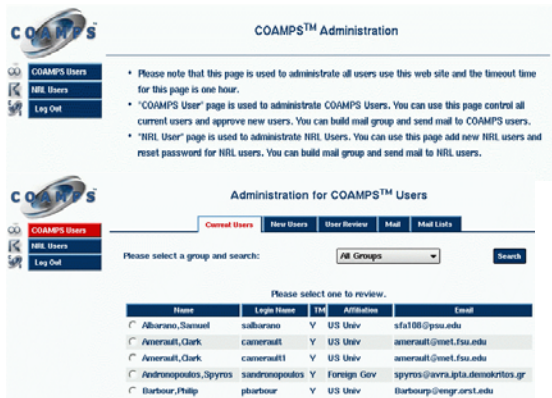 COAMPS
COAMPS™ Administration
COAMPS Users
NRL Users
Log Out
• Please note that this page is used to administrate all users use this web site and the timeout time
for this page is one hour.
• "COAMPS User" page is used to administrate COAMPS Users. You can use this page control all
current users and approve new users. You can build mail group and send mail to COAMPS users.
• "NRL User" page is used to administrate NRL Users. You can use this page add new NRL users and
reset password for NRL users. You can build mail group and send mail to NRL users.
COAMPS
Administration for COAMPS™ Users
COAMPS Users
NRL Users
Log Out
Current Users New Users User Review Mail Mail Lists
Please select a group and search: All Groups Search
Please select one to review.
Name Login Name TM Affiliation Email
Albarano,Samuel salbarano Y US Univ sfa108@psu.edu
Amerault,Clark camerault Y US Univ amerault@met.fsu.edu
Amerault,Clark camerault1 Y US Univ amerault@met.fsu.edu
Andronopoulos,Spyros sandronopoulos Y Foreign Gov spyros@avra.ipta.demokritos.gr
Barbour,Philip pbarbour Y US Univ Barbourp@engr.orst.edu